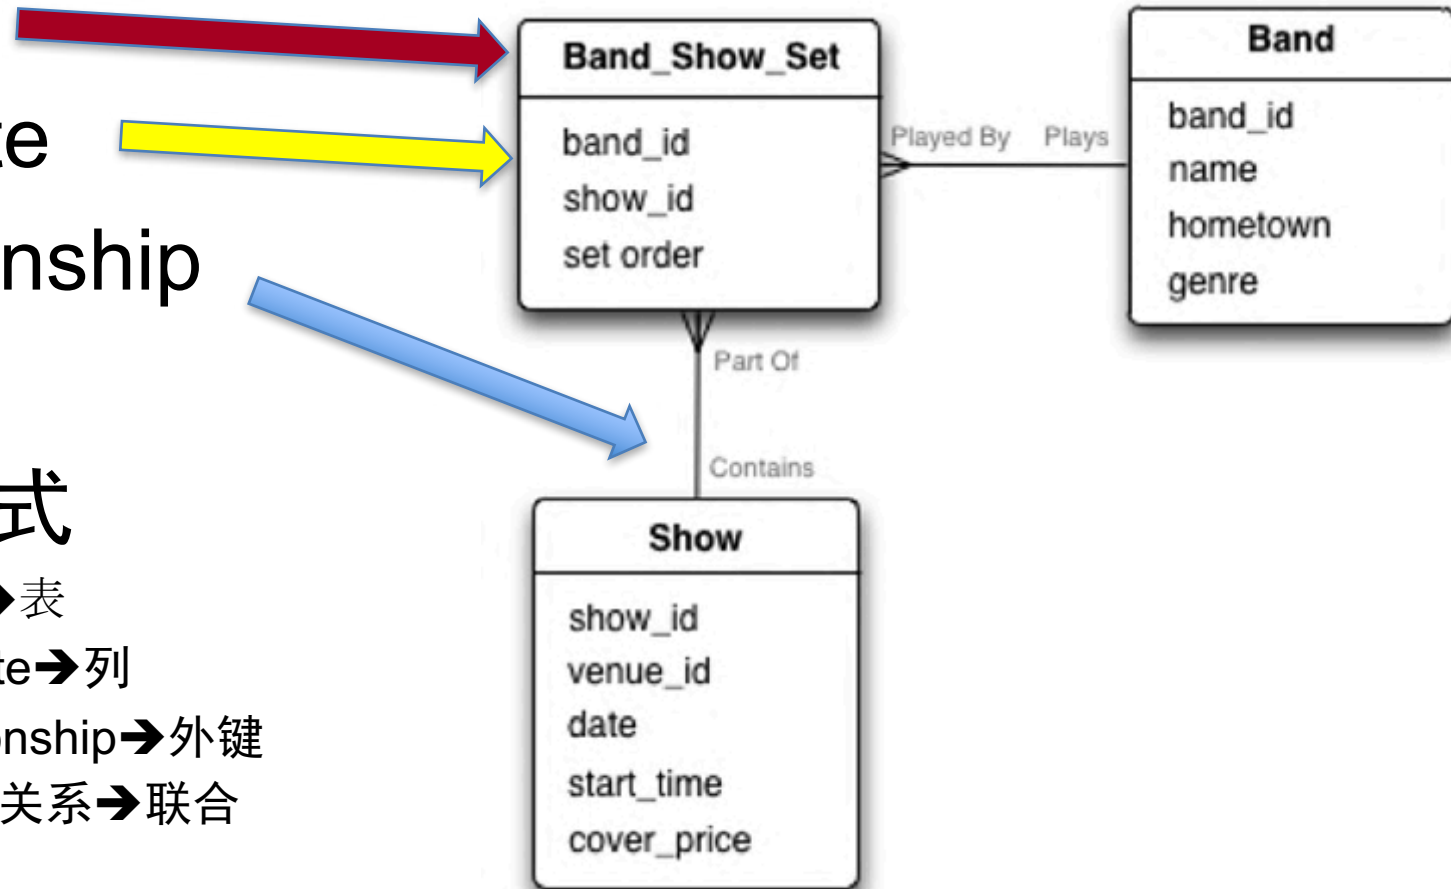 te
nship
式
➔表
te➔列
onship➔外键
关系➔联合
Band_Show_Set
band_id
show_id
set order
Played By Plays
Band
band_id
name
hometown
genre
Part Of
Contains
Show
show_id
venue_id
date
start_time
cover_price